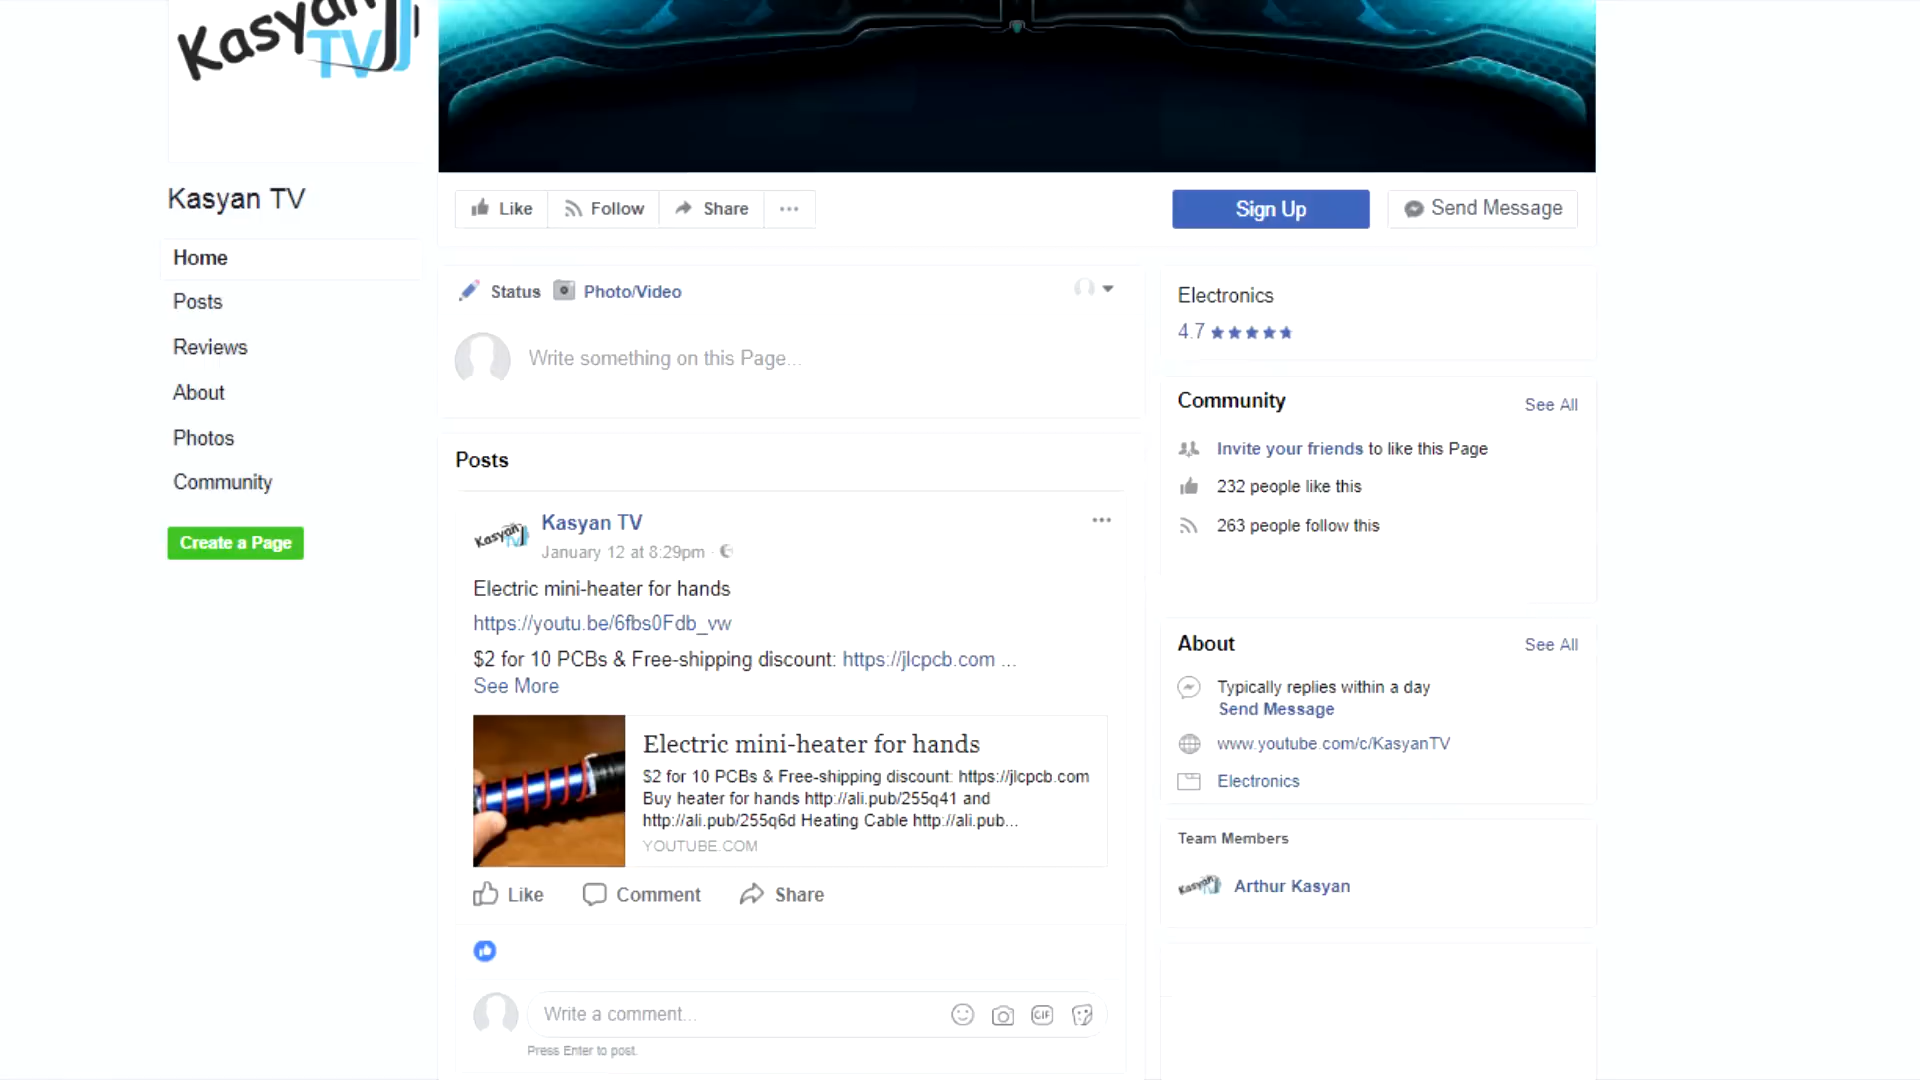 Kasyan
TV
Kasyan TV
Home
Posts
Reviews
About
Photos
Community
Create a Page
Like
Follow
Share
Sign Up
Send Message
Status
Photo/Video
Write something on this Page...
Posts
Kasyan TV
January 12 at 8:29pm ·
Electric mini-heater for hands
https://youtu.be/6fbs0Fdb_vw
$2 for 10 PCBs & Free-shipping discount: https://jlcpcb.com ...
See More
Electric mini-heater for hands
$2 for 10 PCBs & Free-shipping discount: https://jlcpcb.com
Buy heater for hands http://ali.pub/255q41 and
http://ali.pub/255q6d Heating Cable http://ali.pub...
YOUTUBE.COM
Like
Comment
Share
Write a comment...
GIF
Press Enter to post.
Electronics
4.7
Community
See All
Invite your friends to like this Page
232 people like this
263 people follow this
About
See All
Typically replies within a day
Send Message
www.youtube.com/c/KasyanTV
Electronics
Team Members
Kasyan
Arthur Kasyan